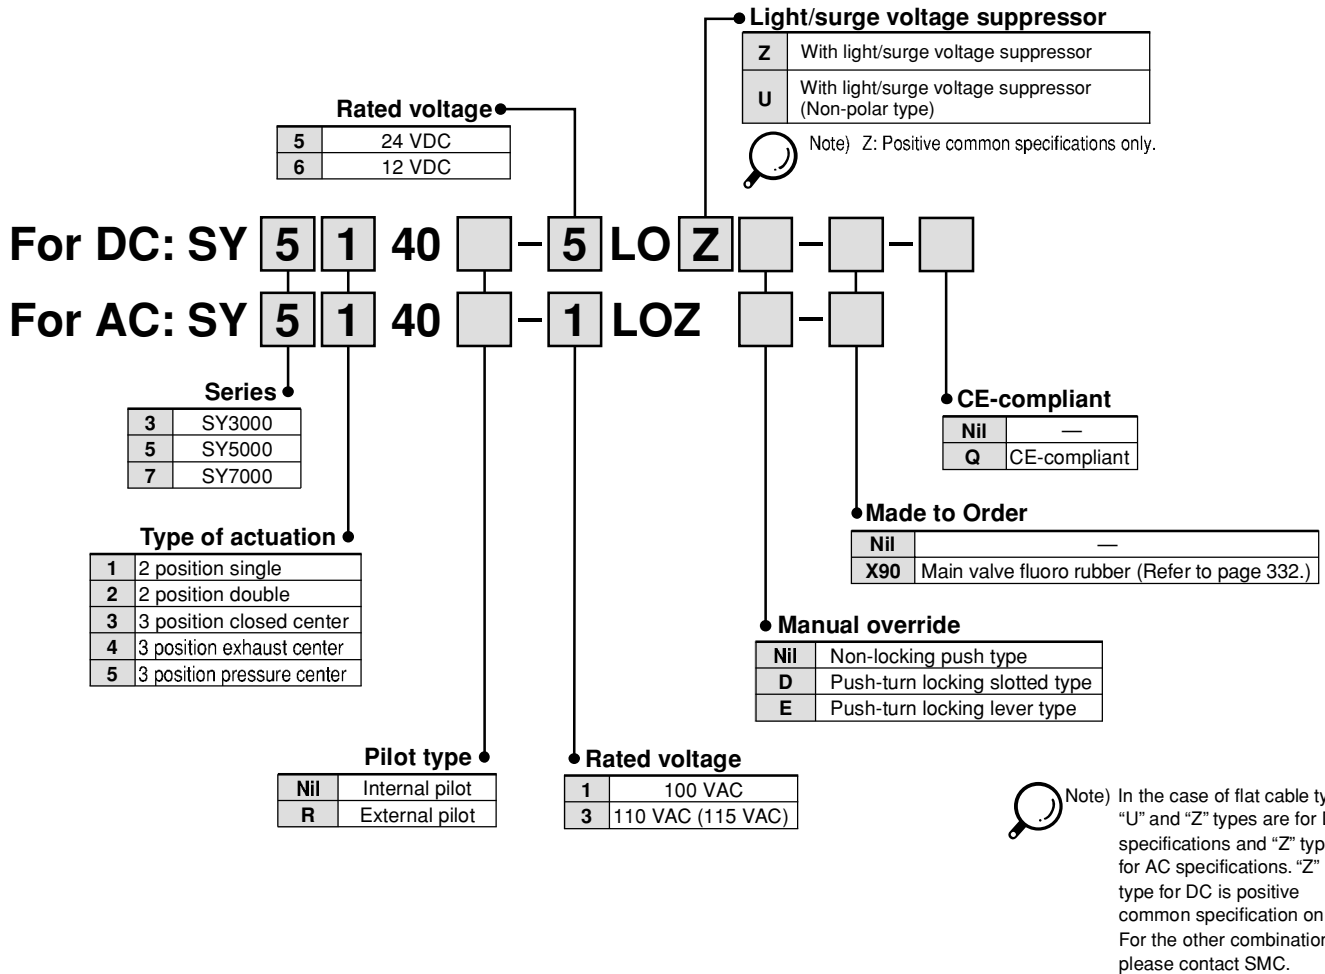 Light/surge voltage suppressor
Z With light/surge voltage suppressor
U With light/surge voltage suppressor
(Non-polar type)
Note) Z: Positive common specifications only.
Rated voltage
5 24 VDC
6 12 VDC
For DC: SY 5 1 40 – 5 LO Z – –
For AC: SY 5 1 40 – 1 LOZ –
Series
3 SY3000
5 SY5000
7 SY7000
CE-compliant
Nil —
Q CE-compliant
Type of actuation
1 2 position single
2 2 position double
3 3 position closed center
4 3 position exhaust center
5 3 position pressure center
Made to Order
Nil —
X90 Main valve fluoro rubber (Refer to page 332.)
Manual override
Nil Non-locking push type
D Push-turn locking slotted type
E Push-turn locking lever type
Pilot type
Nil Internal pilot
R External pilot
Rated voltage
1 100 VAC
3 110 VAC (115 VAC)
Note) In the case of flat cable
“U” and “Z” types are for
specifications and “Z”
for AC specifications. “Z”
type for DC is positive
common specification
For the other
please contact SMC.